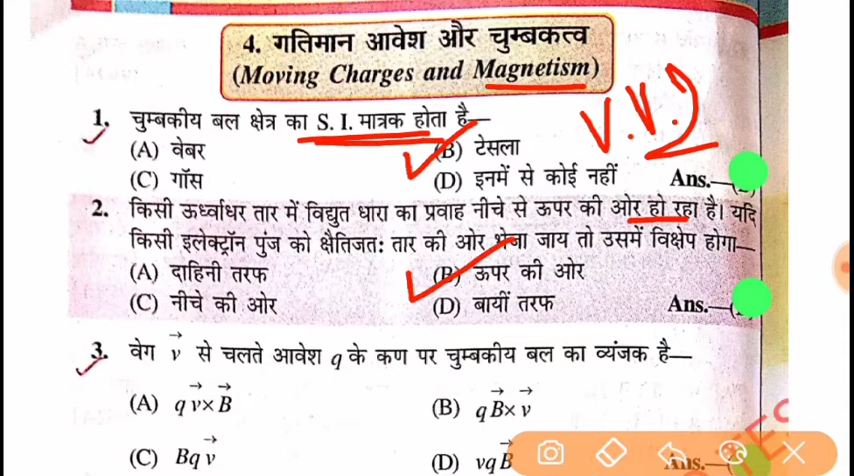 4. गतिमान आवेश और चुम्बकत्व
(Moving Charges and Magnetism)
1. चुम्बकीय बल क्षेत्र का S. I. मात्रक होता है—
(A) वेबर (B) टेसला
(C) गॉस (D) इनमें से कोई नहीं Ans.—
V.V.I
2. किसी ऊर्ध्वाधर तार में विद्युत धारा का प्रवाह नीचे से ऊपर की ओर हो रहा है। यदि
किसी इलेक्ट्रॉन पुंज को क्षैतिजतः तार की ओर भेजा जाय तो उसमें विक्षेप होगा—
(A) दाहिनी तरफ (B) ऊपर की ओर
(C) नीचे की ओर (D) बायीं तरफ Ans.—
3. वेग v⃗ से चलते आवेश q के कण पर चुम्बकीय बल का व्यंजक है—
(A) q v⃗ × B⃗ (B) q B⃗ × v⃗
(C) Bq v⃗ (D) vq B⃗ Ans.—